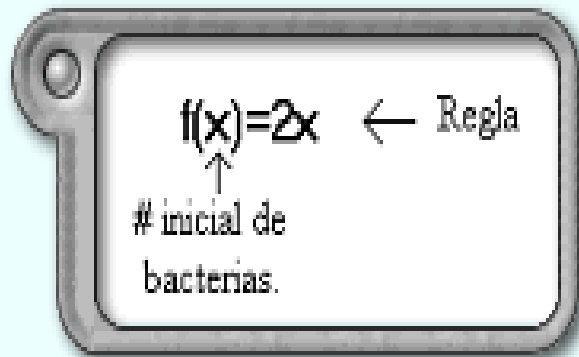 f(x)=2x ← Regla
↑
# inicial de
bacterias.